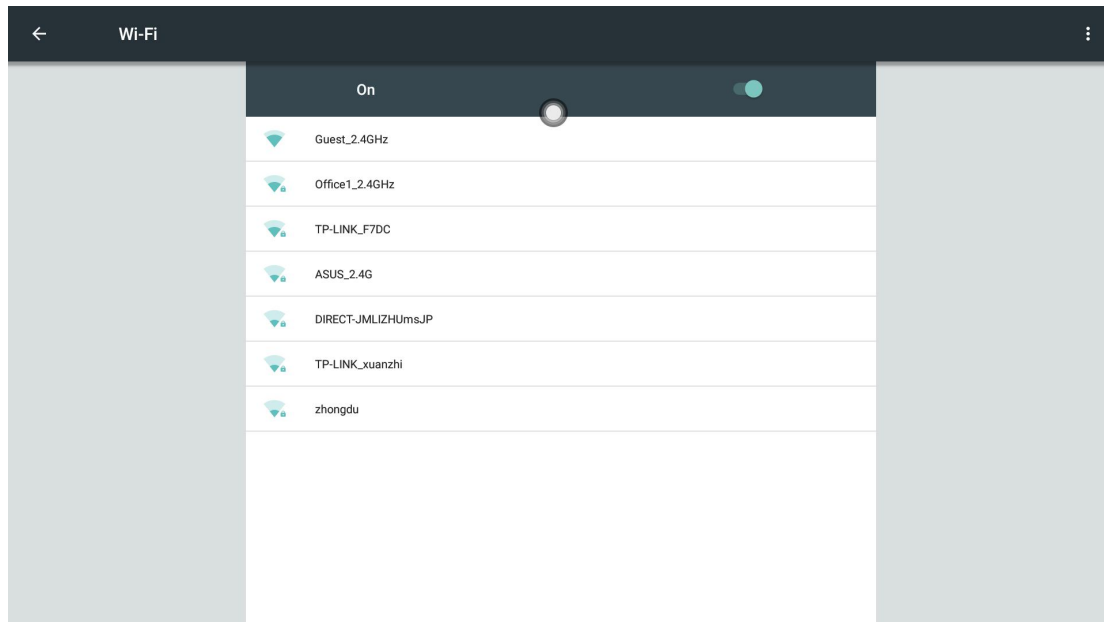 Wi-Fi
On
Guest_2.4GHz
Office1_2.4GHz
TP-LINK_F7DC
ASUS_2.4G
DIRECT-JMLIZHUmsJP
TP-LINK_xuanzhi
zhongdu